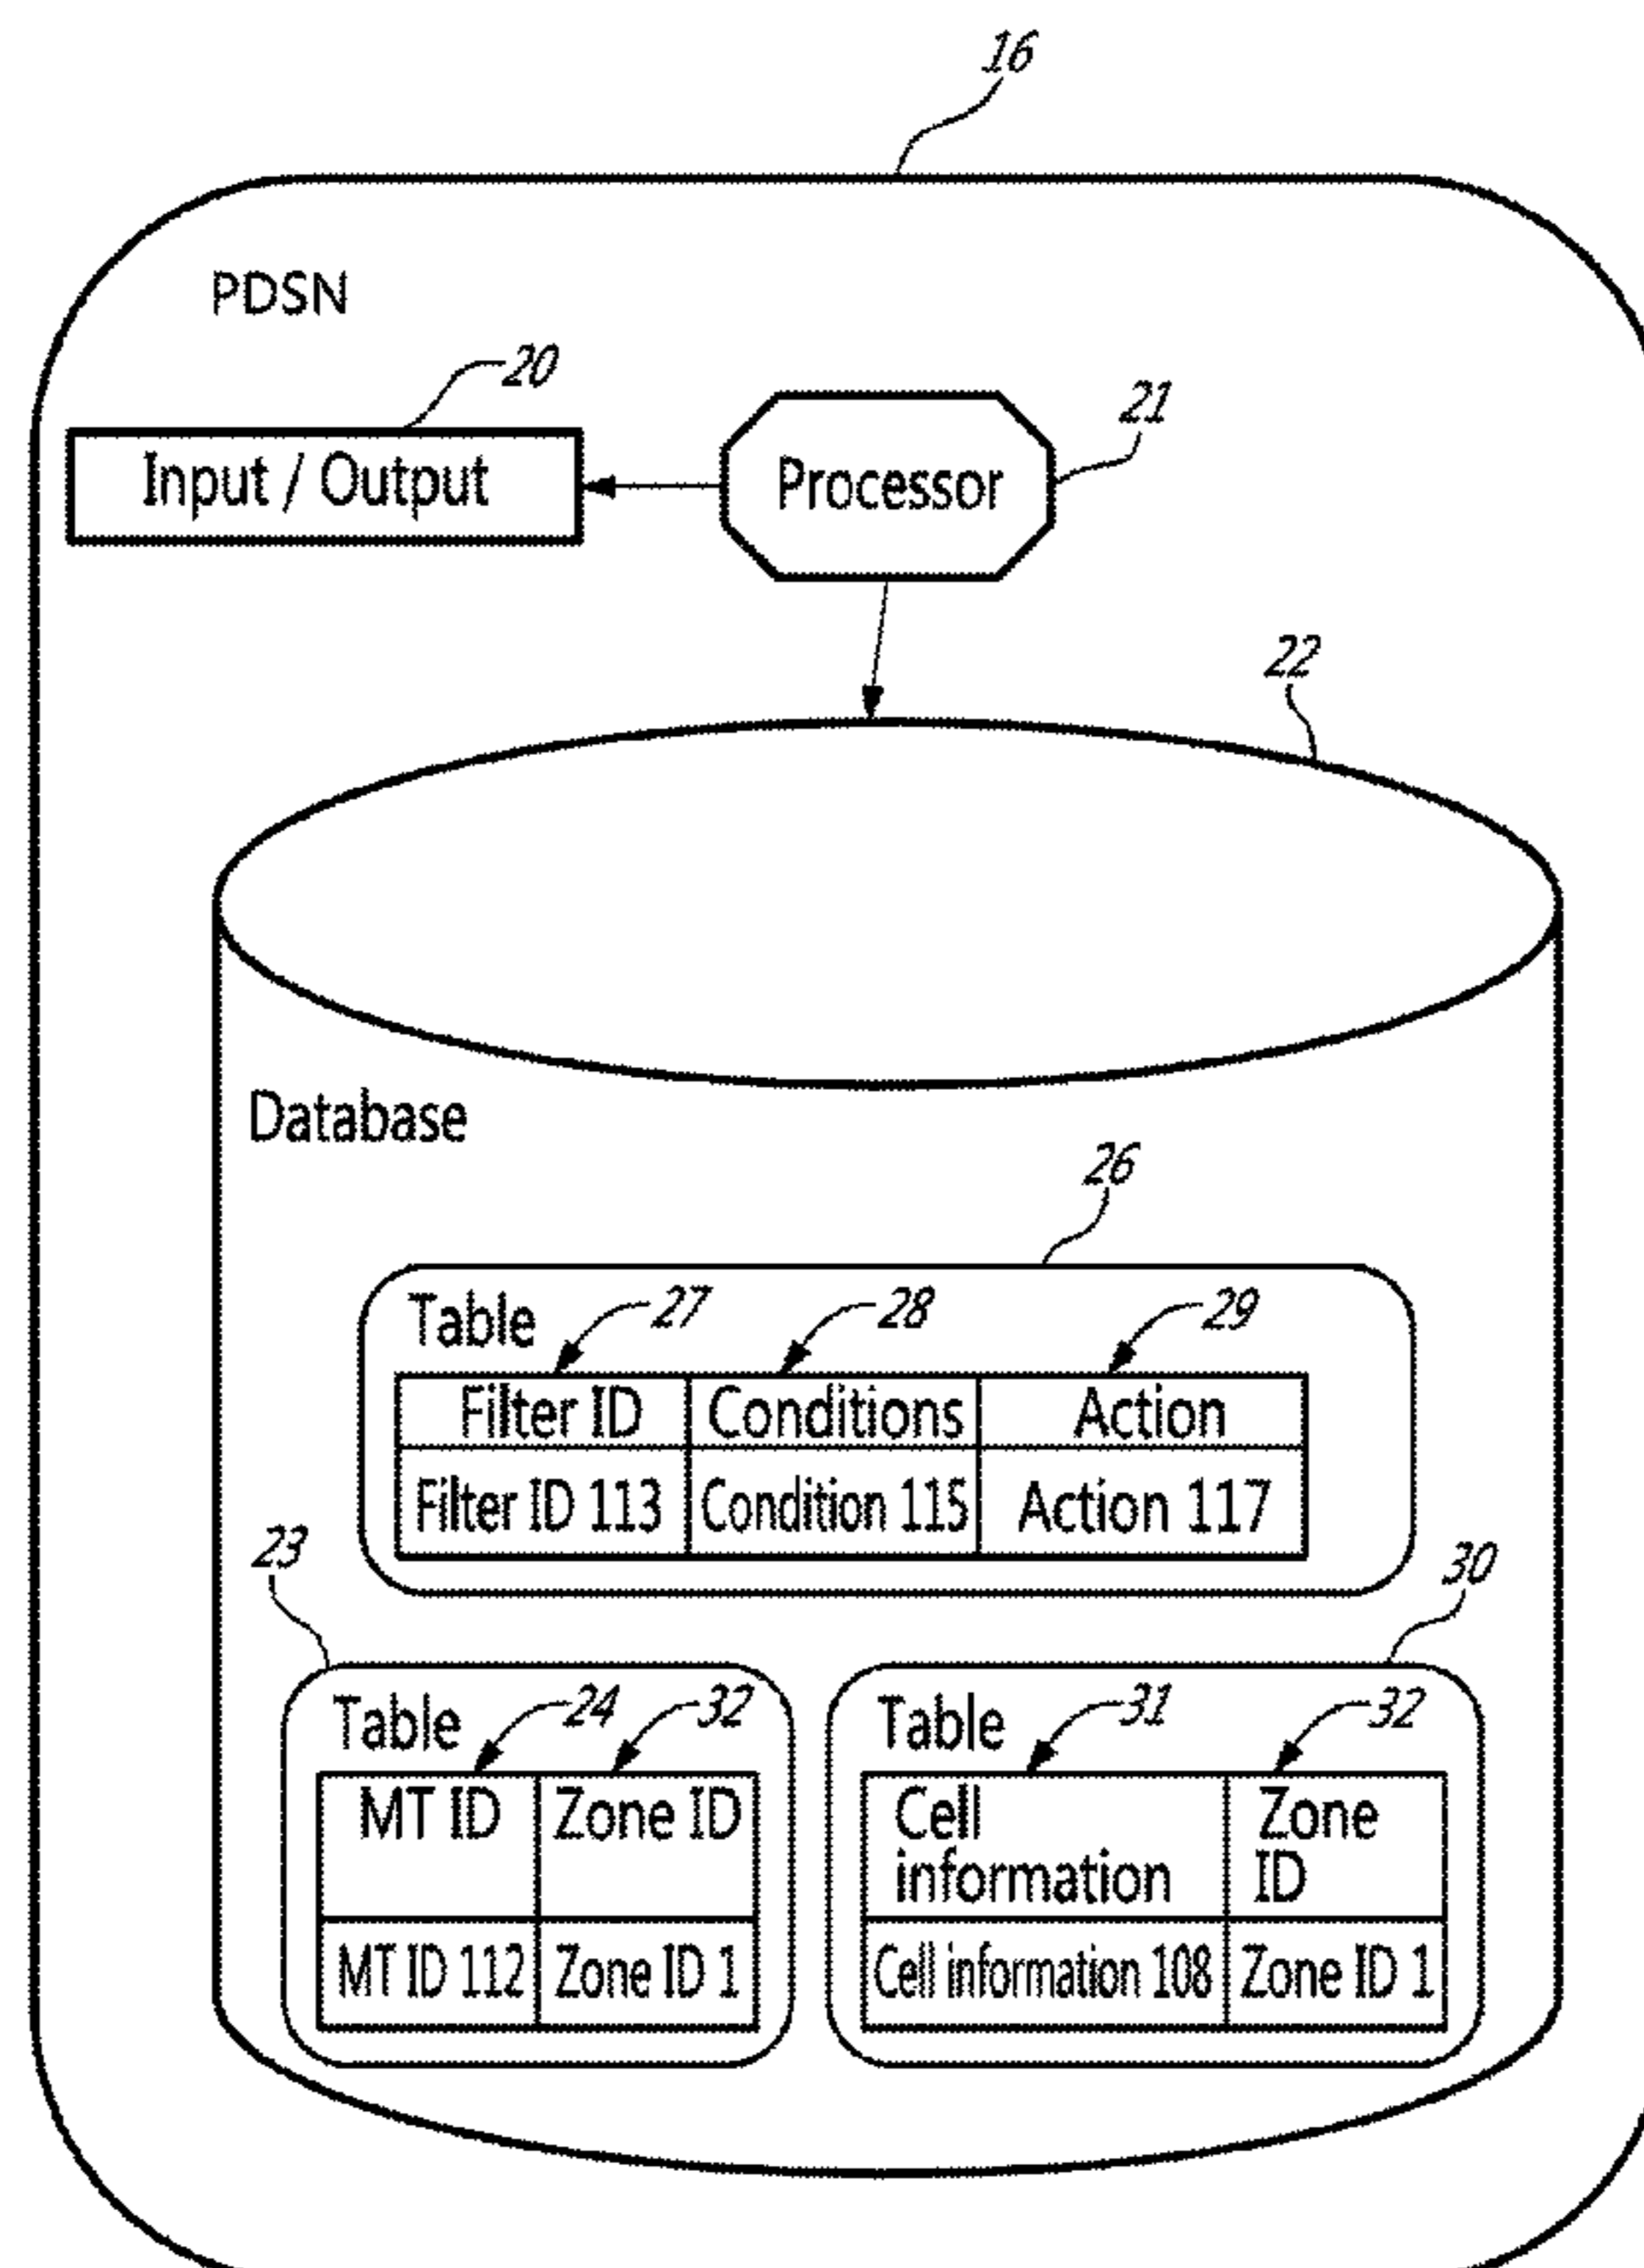 16
PDSN
20
21
Input / Output
Processor
22
Database
26
Table
27
28
29
Filter ID
Conditions
Action
Filter ID 113
Condition 115
Action 117
23
30
Table
24
32
MT ID
Zone ID
MT ID 112
Zone ID 1
Table
31
32
Cell
information
Zone
ID
Cell information 108
Zone ID 1